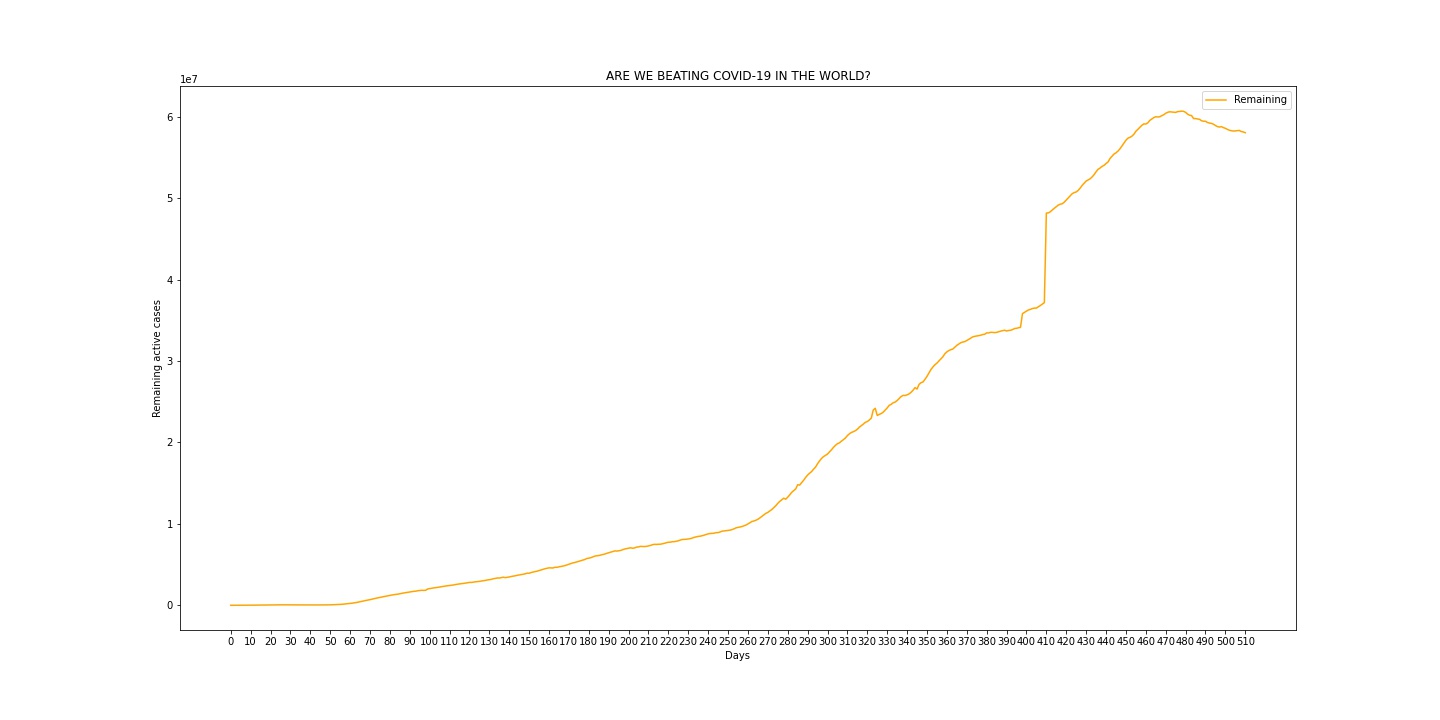 ARE WE BEATING COVID-19 IN THE WORLD?
1e7
Remaining
6
5
4
3
2
1
0
Remaining active cases
0 10 20 30 40 50 60 70 80 90 100 110 120 130 140 150 160 170 180 190 200 210 220 230 240 250 260 270 280 290 300 310 320 330 340 350 360 370 380 390 400 410 420 430 440 450 460 470 480 490 500 510
Days